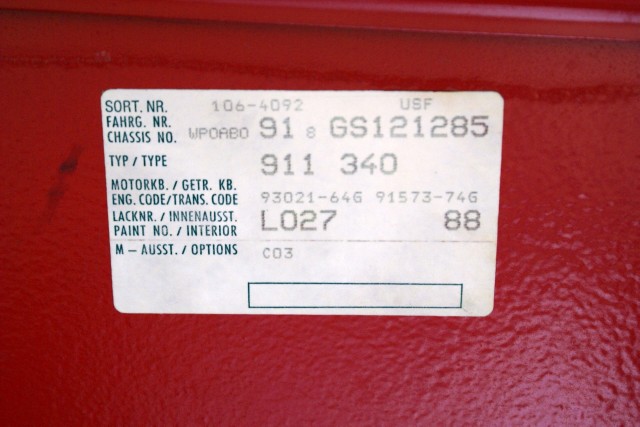 SORT. NR. 106-4092 USF
FAHRG. NR.
CHASSIS NO. WPOABO 91 8 GS121285
TYP / TYPE 911 340
MOTORKB. / GETR. KB.
ENG. CODE/TRANS. CODE 93021-64G 91573-74G
LACKNR. / INNENAUSST.
PAINT NO. / INTERIOR L027 88
M – AUSST. / OPTIONS C03